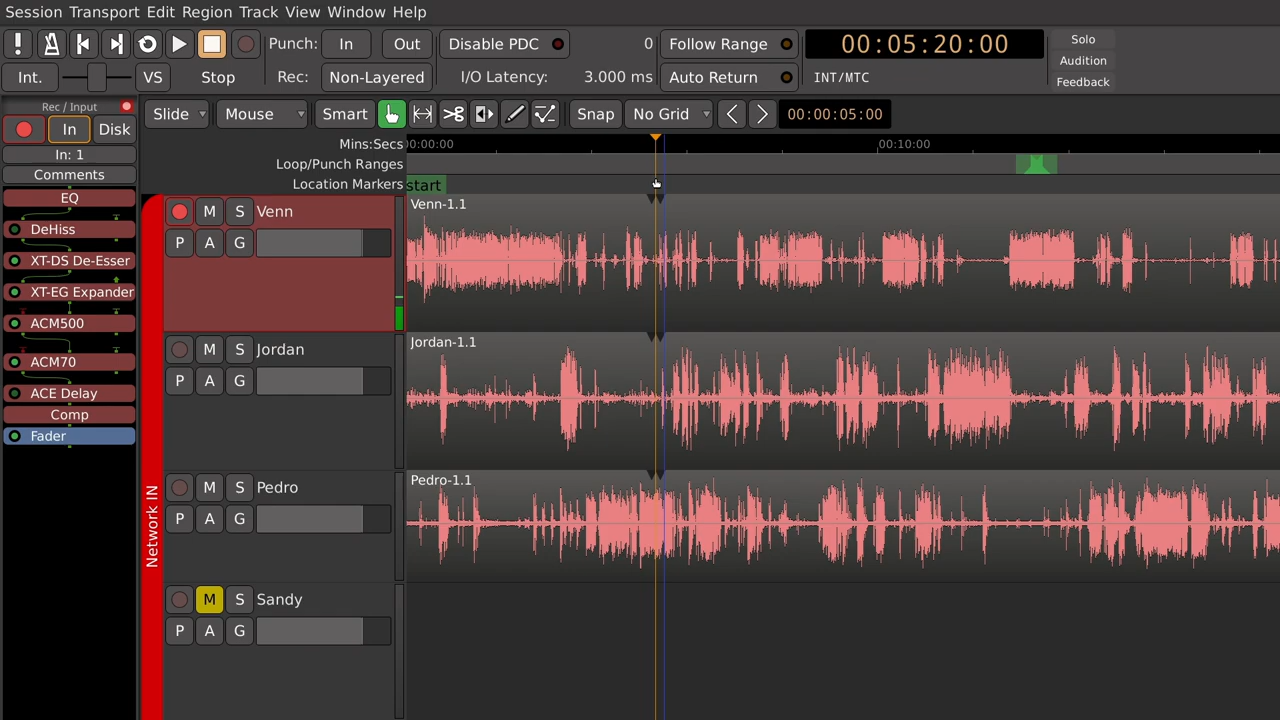 Session Transport Edit Region Track View Window Help
Punch: In Out Disable PDC 0 Follow Range 00:05:20:00 Solo
Audition
Int. VS Stop Rec: Non-Layered I/O Latency: 3.000 ms Auto Return INT/MTC Feedback
Rec / Input
Slide Mouse Smart Snap No Grid 00:00:05:00
In Disk
In: 1
Comments
EQ
DeHiss
XT-DS De-Esser
XT-EG Expander
ACM500
ACM70
ACE Delay
Comp
Fader
Mins:Secs 00:00:00 00:10:00
Loop/Punch Ranges
Location Markers start
Network IN
M S Venn
P A G
Venn-1.1
M S Jordan
P A G
Jordan-1.1
M S Pedro
P A G
Pedro-1.1
M S Sandy
P A G